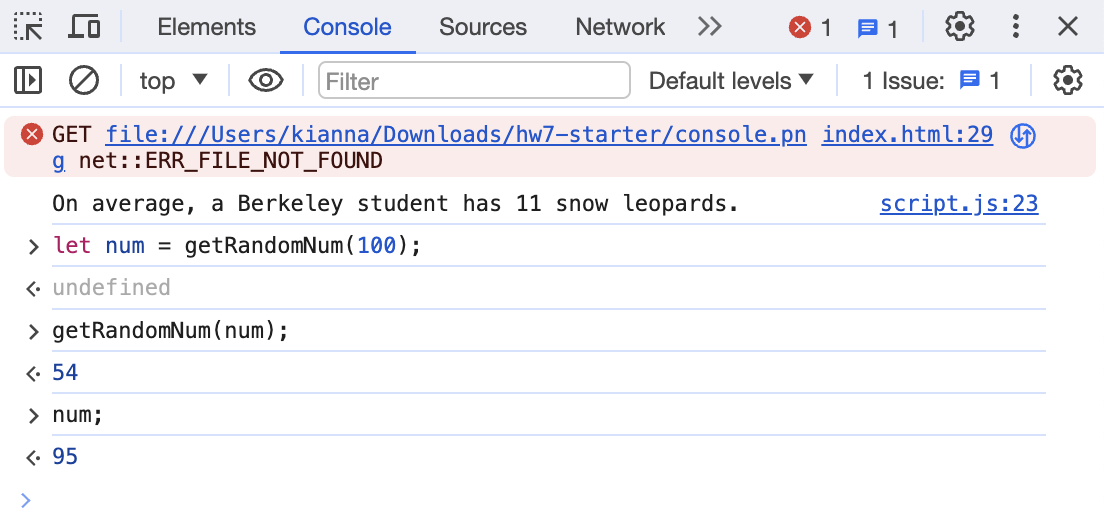 Elements Console Sources Network 1 1
top Filter Default levels 1 Issue: 1
GET file:///Users/kianna/Downloads/hw7-starter/console.pn index.html:29
g net::ERR_FILE_NOT_FOUND
On average, a Berkeley student has 11 snow leopards. script.js:23
> let num = getRandomNum(100);
undefined
> getRandomNum(num);
54
> num;
95
>